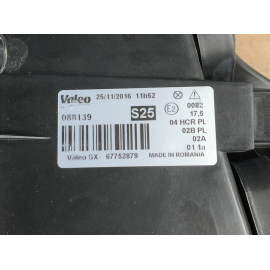 Valeo 25/11/2016 11h52
088139 S25 E2 0082
17,5
04 HCR PL
02B PL
02A
01 1a
Valeo SX- 67752879 MADE IN ROMANIA